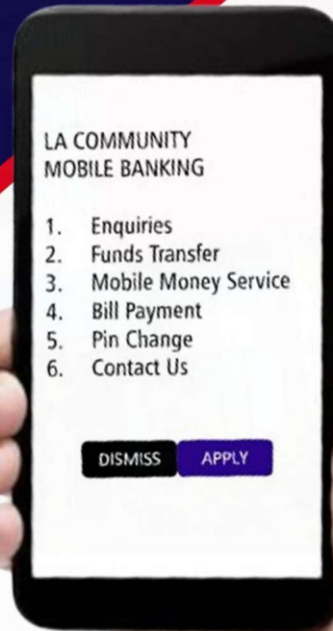 LA COMMUNITY
MOBILE BANKING
1. Enquiries
2. Funds Transfer
3. Mobile Money Service
4. Bill Payment
5. Pin Change
6. Contact Us
DISMISS APPLY